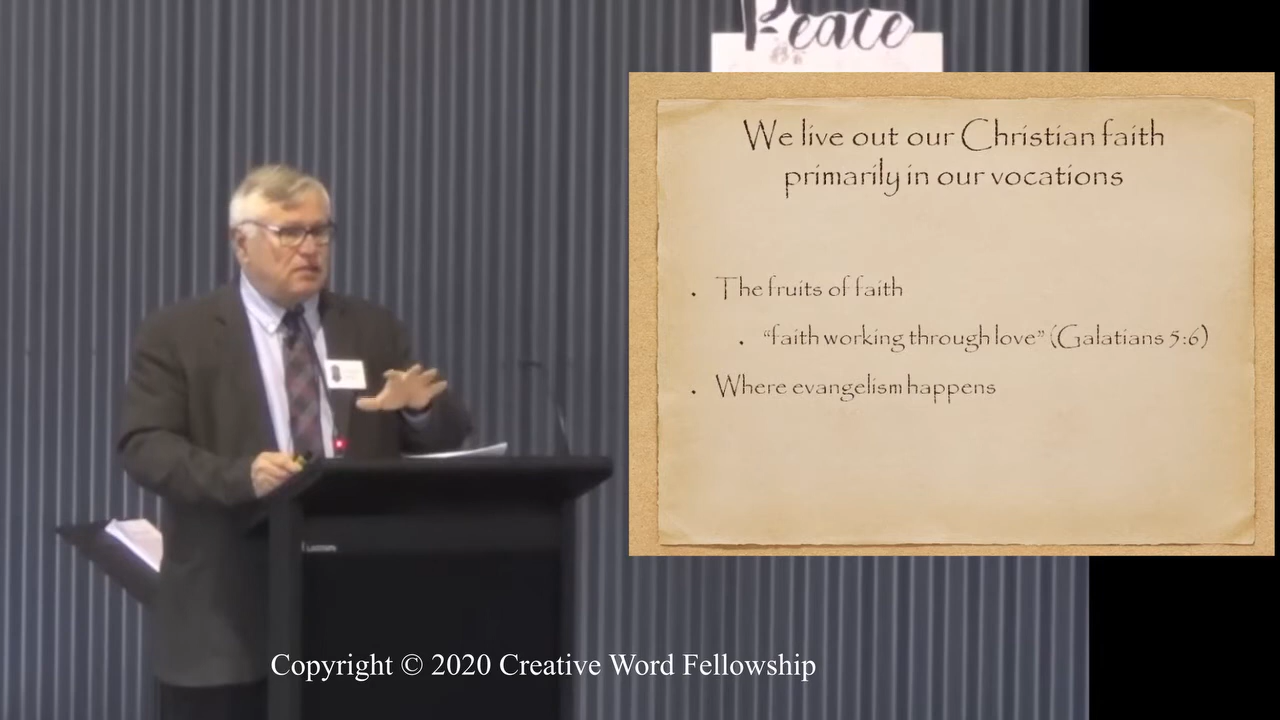 Peace
We live out our Christian faith
primarily in our vocations
. The fruits of faith
. “faith working through love” (Galatians 5:6)
. Where evangelism happens
Copyright © 2020 Creative Word Fellowship